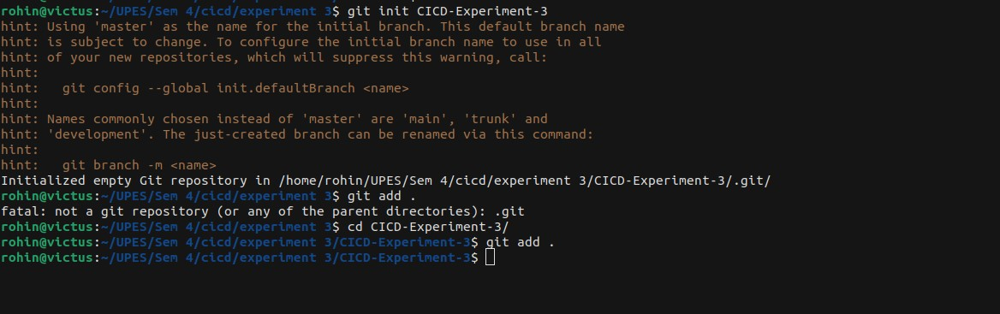 rohin@victus:~/UPES/Sem 4/cicd/experiment 3$ git init CICD-Experiment-3
hint: Using 'master' as the name for the initial branch. This default branch name
hint: is subject to change. To configure the initial branch name to use in all
hint: of your new repositories, which will suppress this warning, call:
hint:
hint:   git config --global init.defaultBranch <name>
hint:
hint: Names commonly chosen instead of 'master' are 'main', 'trunk' and
hint: 'development'. The just-created branch can be renamed via this command:
hint:
hint:   git branch -m <name>
Initialized empty Git repository in /home/rohin/UPES/Sem 4/cicd/experiment 3/CICD-Experiment-3/.git/
rohin@victus:~/UPES/Sem 4/cicd/experiment 3$ git add .
fatal: not a git repository (or any of the parent directories): .git
rohin@victus:~/UPES/Sem 4/cicd/experiment 3$ cd CICD-Experiment-3/
rohin@victus:~/UPES/Sem 4/cicd/experiment 3/CICD-Experiment-3$ git add .
rohin@victus:~/UPES/Sem 4/cicd/experiment 3/CICD-Experiment-3$